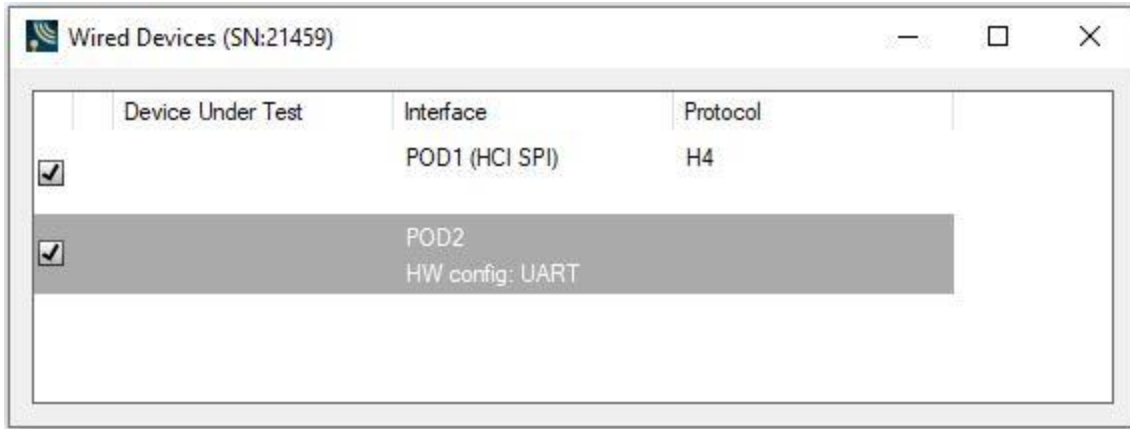 Wired Devices (SN:21459)
Device Under Test Interface Protocol
POD1 (HCI SPI) H4
POD2
HW config: UART